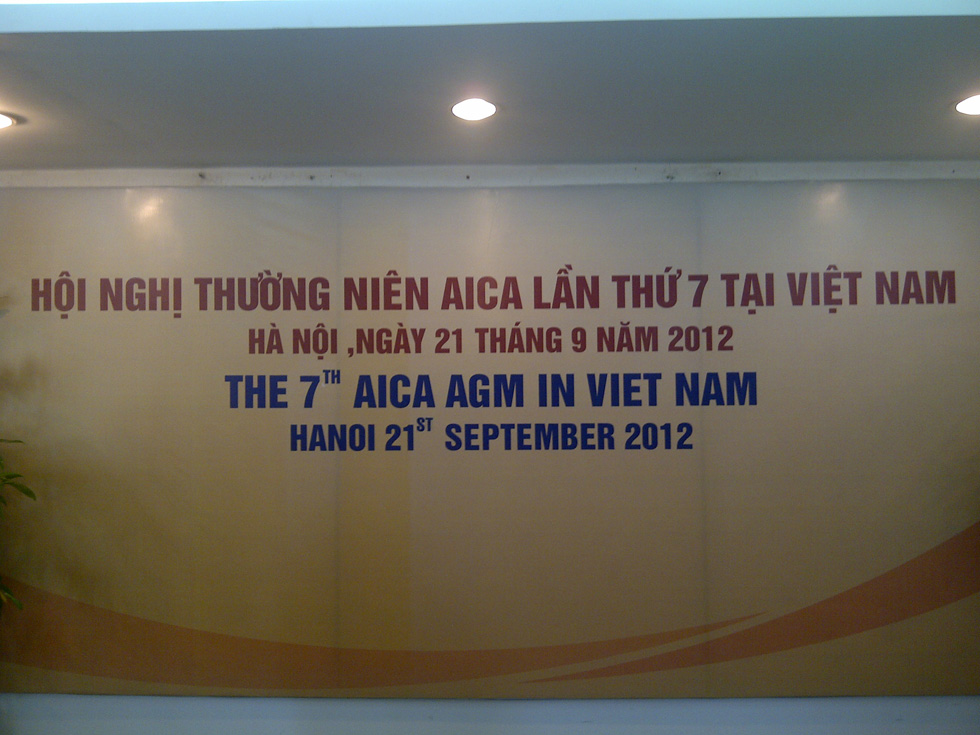 HỘI NGHỊ THƯỜNG NIÊN AICA LẦN THỨ 7 TẠI VIỆT NAM
HÀ NỘI ,NGÀY 21 THÁNG 9 NĂM 2012
THE 7TH AICA AGM IN VIET NAM
HANOI 21ST SEPTEMBER 2012